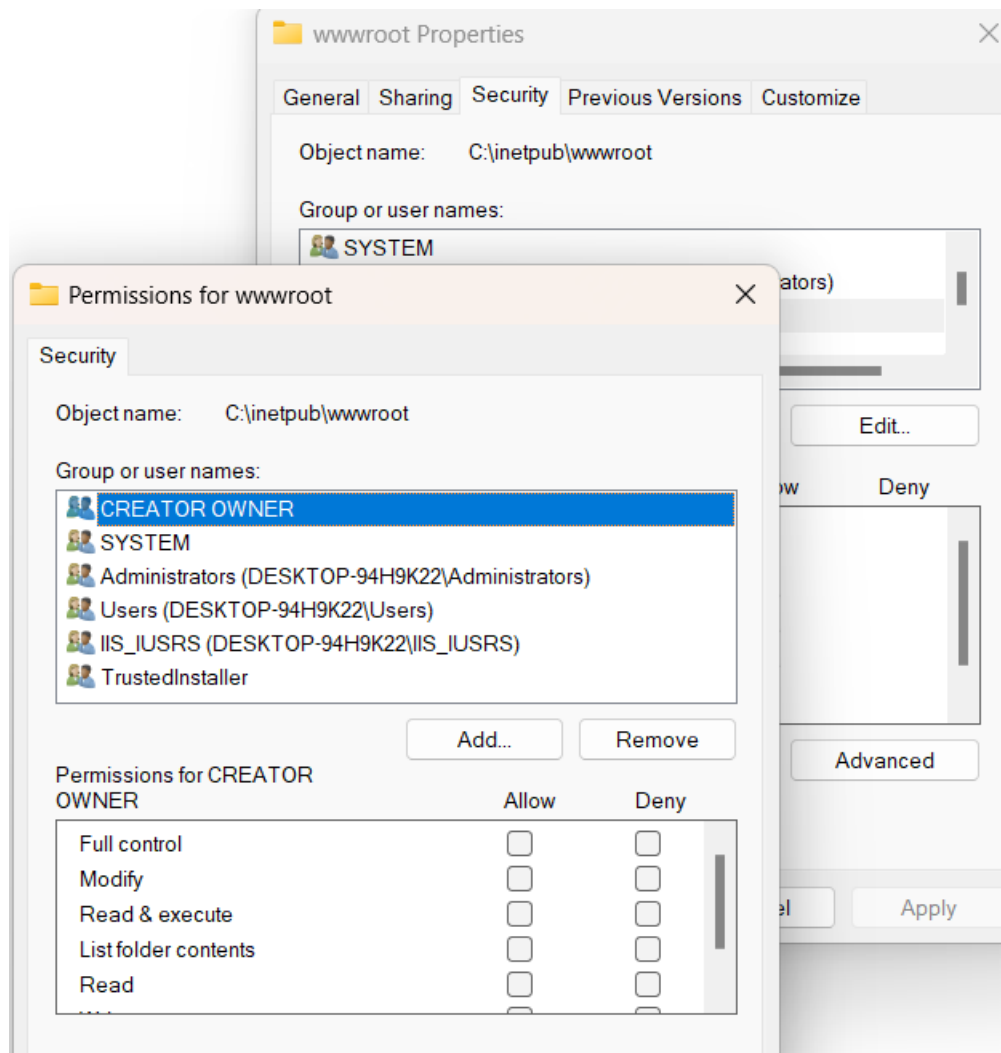 wwwroot Properties
General Sharing Security Previous Versions Customize
Object name: C:\inetpub\wwwroot
Group or user names:
SYSTEM
ators)
Edit...
Deny
Advanced
Apply
Permissions for wwwroot
Security
Object name: C:\inetpub\wwwroot
Group or user names:
CREATOR OWNER
SYSTEM
Administrators (DESKTOP-94H9K22\Administrators)
Users (DESKTOP-94H9K22\Users)
IIS_IUSRS (DESKTOP-94H9K22\IIS_IUSRS)
TrustedInstaller
Add... Remove
Permissions for CREATOR
OWNER Allow Deny
Full control
Modify
Read & execute
List folder contents
Read